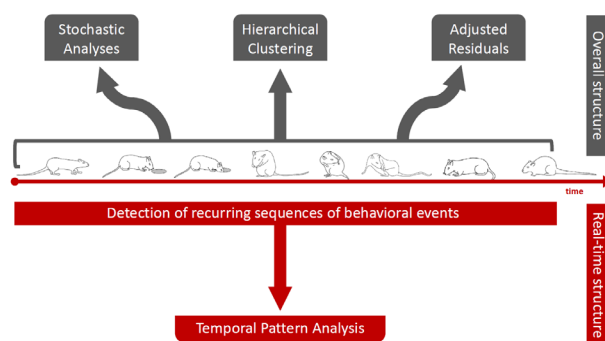 Stochastic
Analyses
Hierarchical
Clustering
Adjusted
Residuals
Overall structure
time
Detection of recurring sequences of behavioral events
Real-time structure
Temporal Pattern Analysis